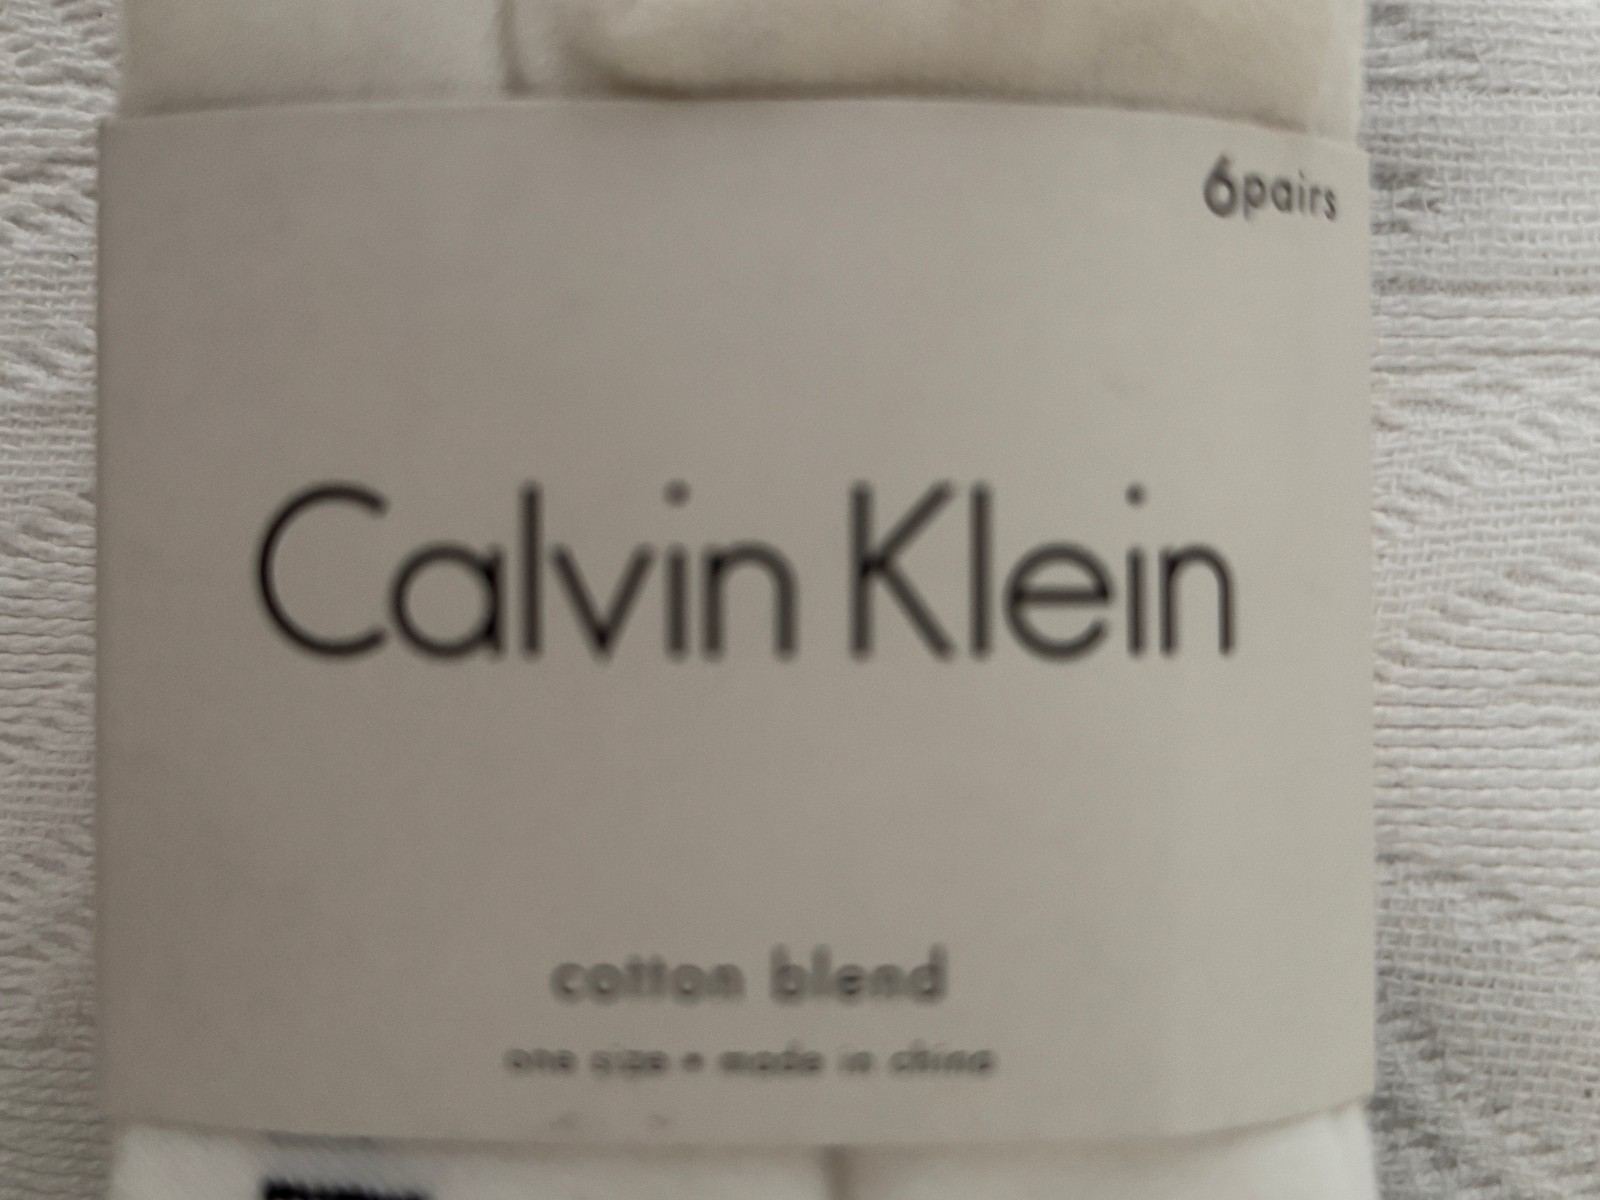 6pairs
Calvin Klein
cotton blend
one size • made in china